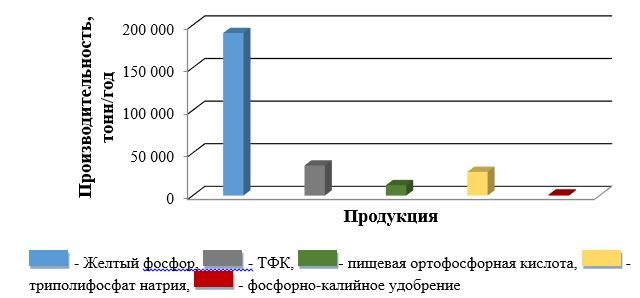 Производительность,
тонн/год
200 000
150 000
100 000
50 000
0
Продукция
- Желтый фосфор, - ТФК, - пищевая ортофосфорная кислота, -
триполифосфат натрия, - фосфорно-калийное удобрение